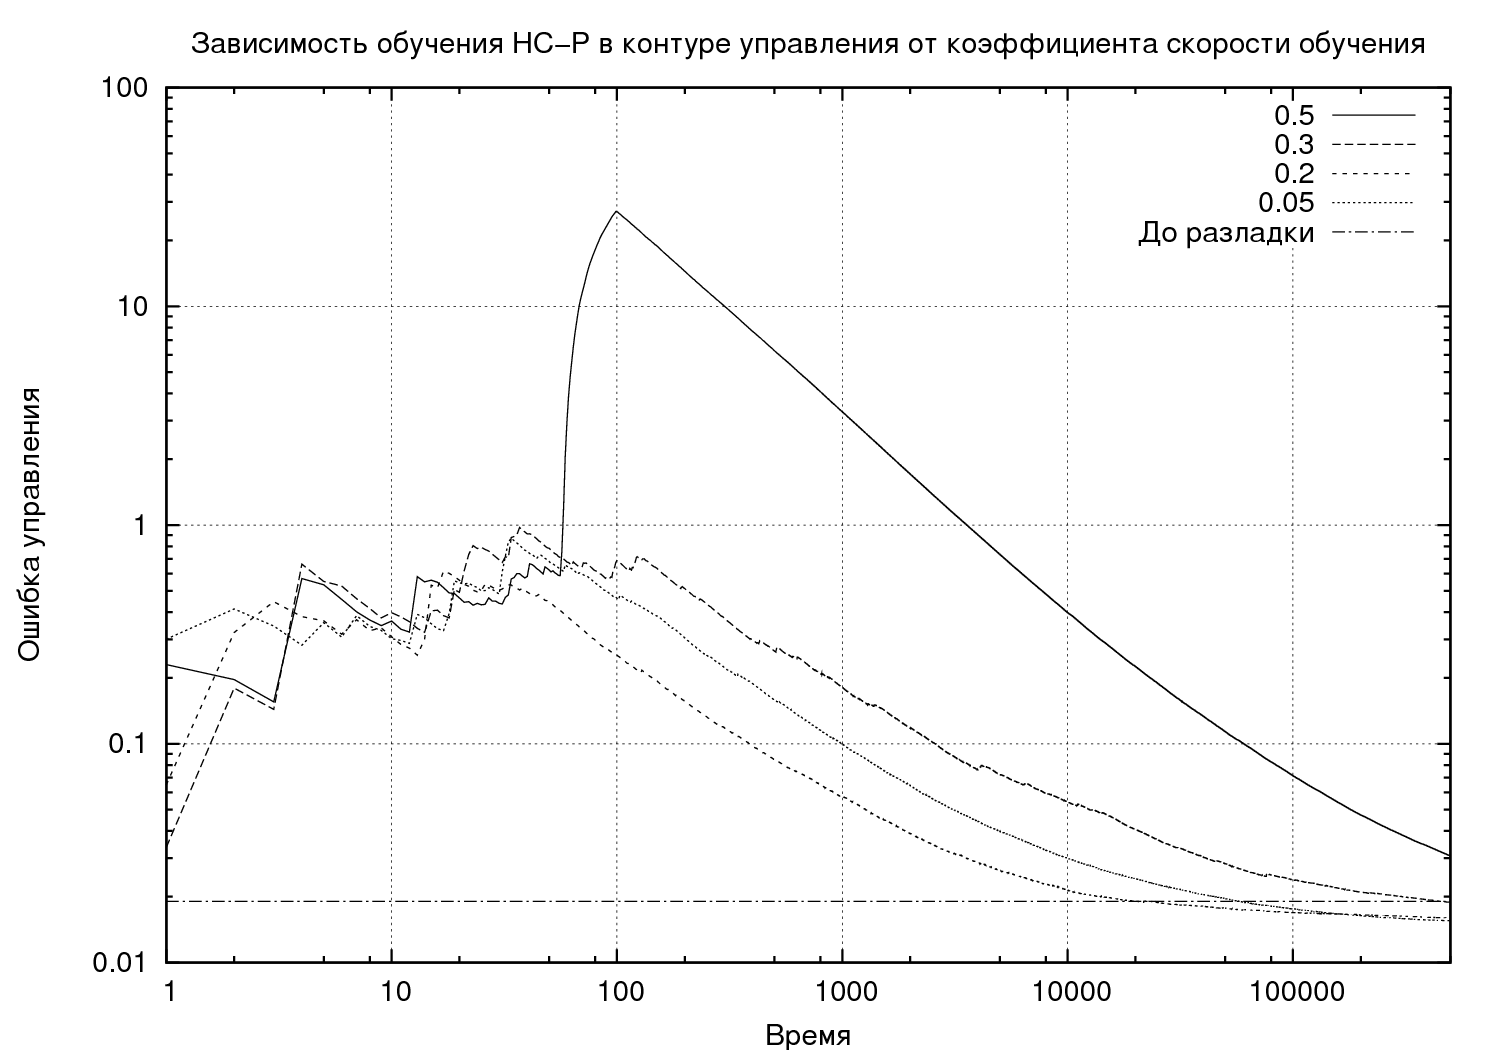 Зависимость обучения НС–Р в контуре управления от коэффициента скорости обучения
100
10
1
0.1
0.01
Ошибка управления
0.5
0.3
0.2
0.05
До разладки
1 10 100 1000 10000 100000
Время